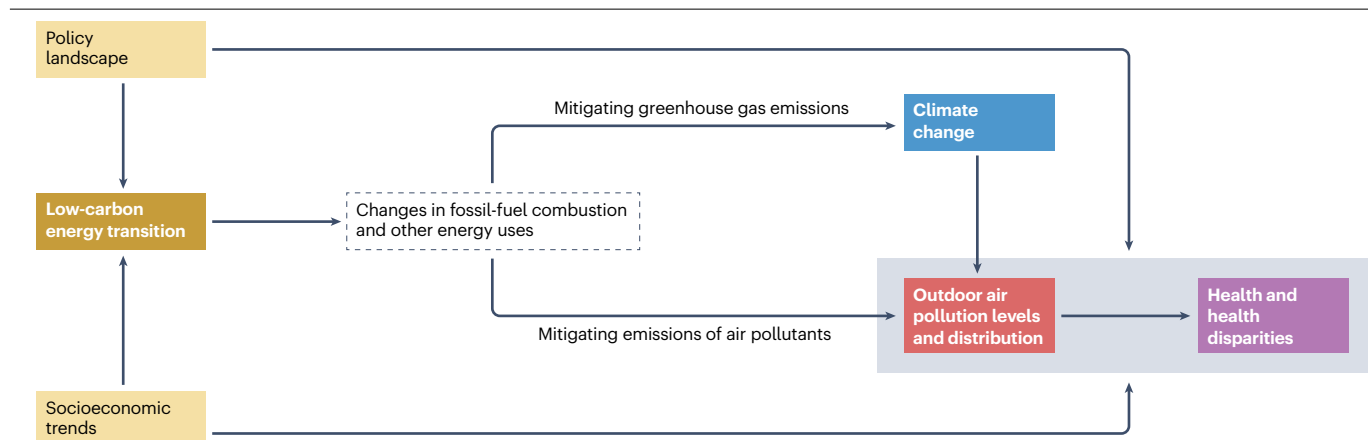 Policy
landscape
Mitigating greenhouse gas emissions
Climate
change
Low-carbon
energy transition
Changes in fossil-fuel combustion
and other energy uses
Outdoor air
pollution levels
and distribution
Health and
health
disparities
Mitigating emissions of air pollutants
Socioeconomic
trends